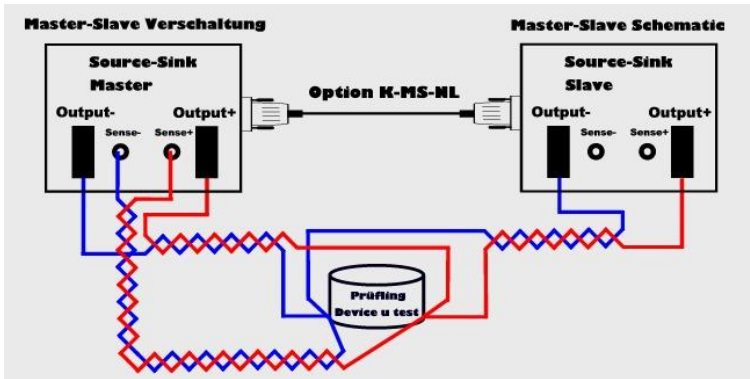 Master-Slave Verschaltung
Master-Slave Schematic
Source-Sink
Master
Output-
Sense-
Sense+
Output+
Option K-MS-NL
Source-Sink
Slave
Output-
Sense-
Sense+
Output+
Prüfling
Device u test